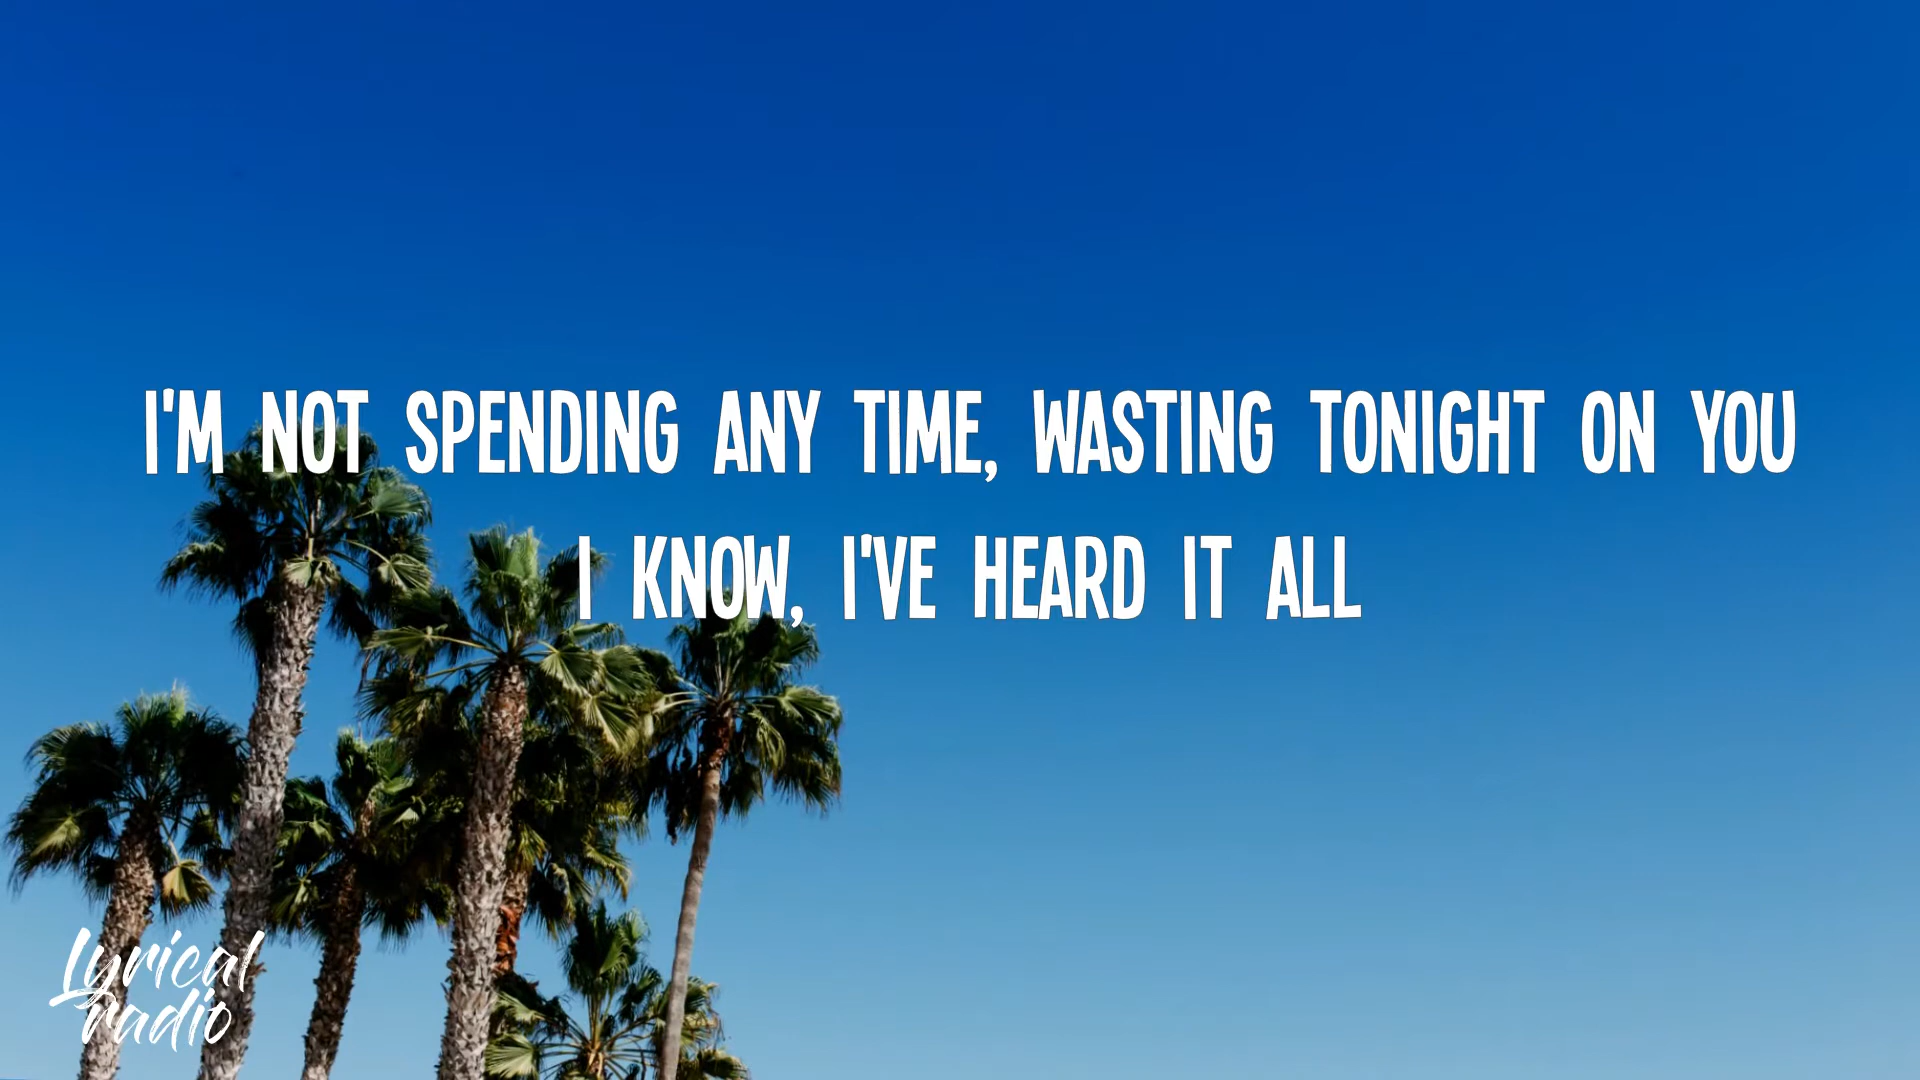 I'M NOT SPENDING ANY TIME, WASTING TONIGHT ON YOU
I KNOW, I'VE HEARD IT ALL
Lyrical
radio